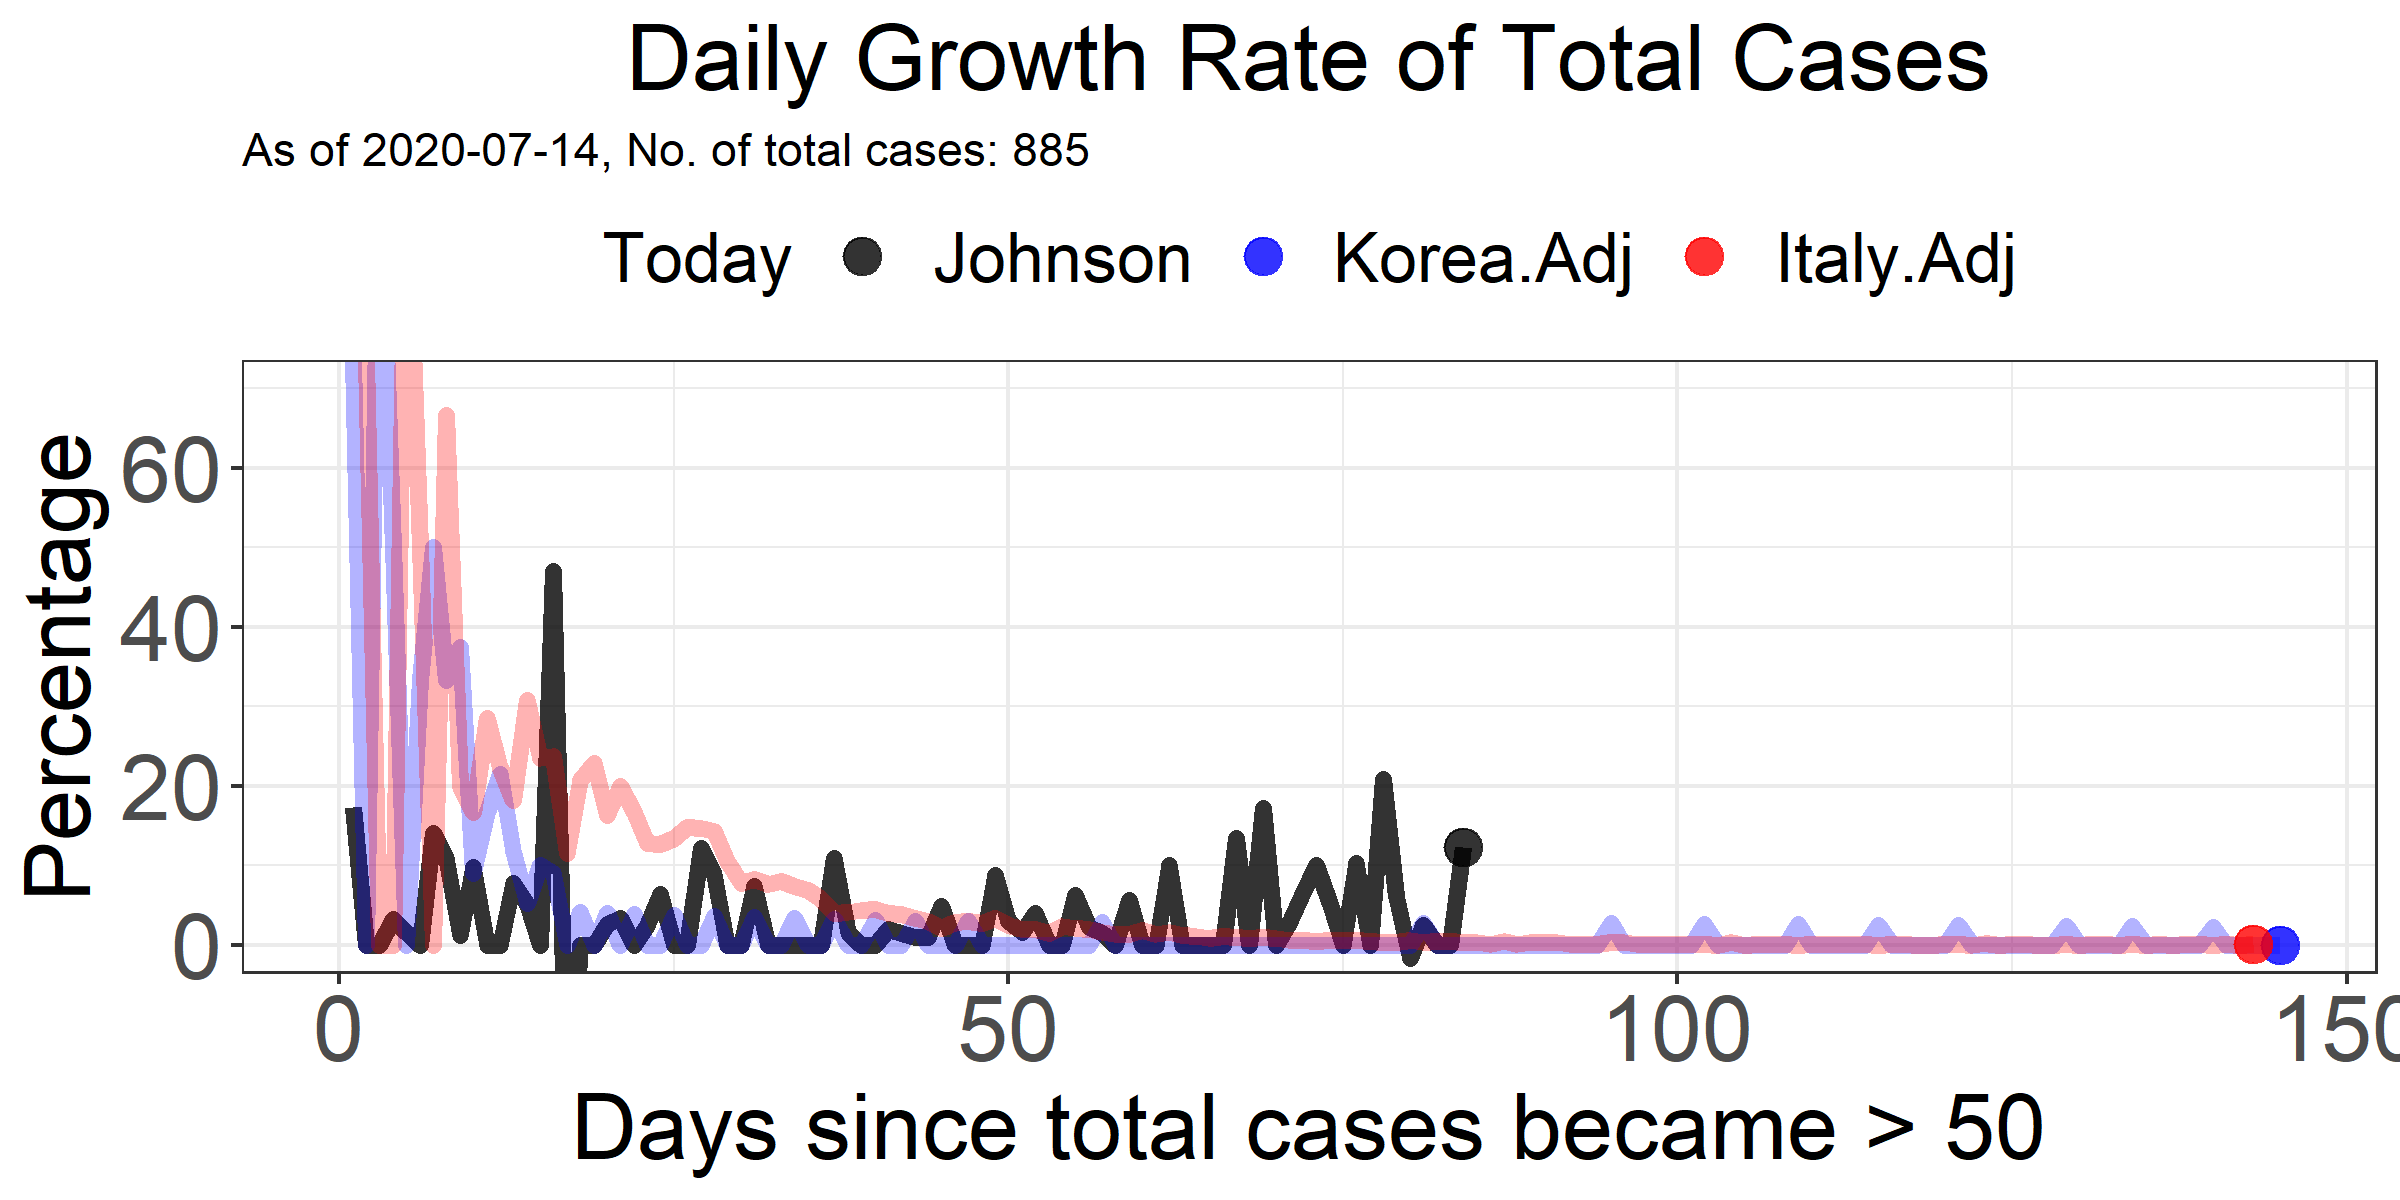 Daily Growth Rate of Total Cases
As of 2020-07-14, No. of total cases: 885
Today Johnson Korea.Adj Italy.Adj
Percentage
60
40
20
0
0 50 100 150
Days since total cases became > 50